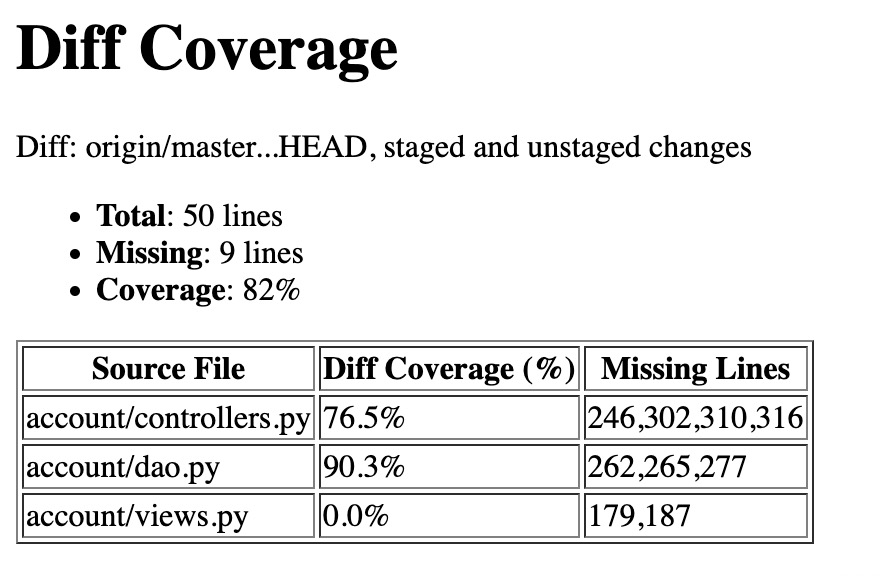 Diff Coverage
Diff: origin/master...HEAD, staged and unstaged changes
• Total: 50 lines
• Missing: 9 lines
• Coverage: 82%
Source File Diff Coverage (%) Missing Lines
account/controllers.py 76.5% 246,302,310,316
account/dao.py 90.3% 262,265,277
account/views.py 0.0% 179,187